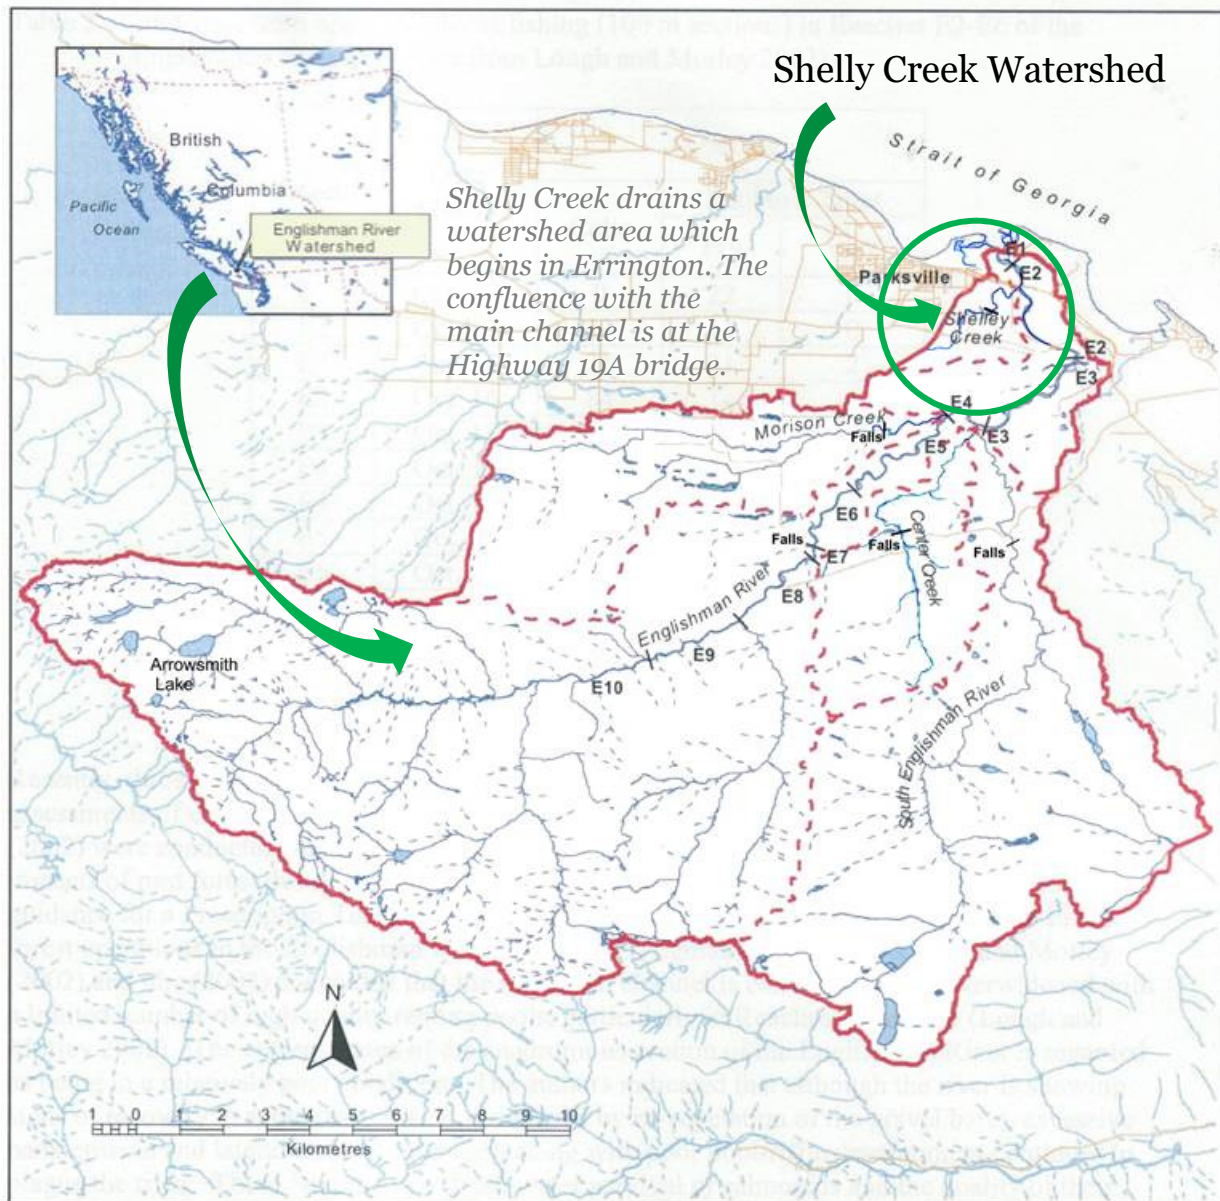 Shelly Creek Watershed
British
Columbia
Pacific
Ocean
Englishman River
Watershed
Strait of Georgia
Shelly Creek drains a
watershed area which
begins in Errington. The
confluence with the
main channel is at the
Highway 19A bridge.
E1
E2
Parksville
Shelley
Creek
E2
E3
E4
Morison Creek
Falls
E5
E3
E6
Center Creek
Falls
E7
Falls
Falls
E8
Englishman River
E9
E10
Arrowsmith
Lake
South Englishman River
N
1 0 1 2 3 4 5 6 7 8 9 10
Kilometres